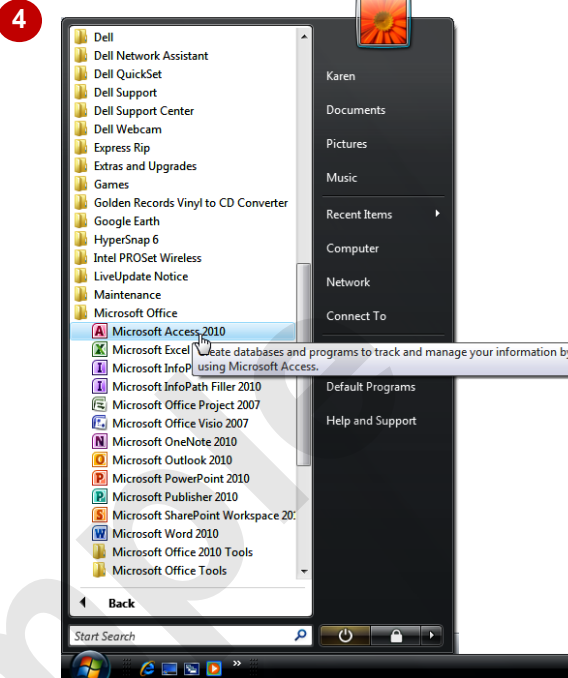 4
Dell
Dell Network Assistant
Dell QuickSet
Dell Support
Dell Support Center
Dell Webcam
Express Rip
Extras and Upgrades
Games
Golden Records Vinyl to CD Converter
Google Earth
HyperSnap 6
Intel PROSet Wireless
LiveUpdate Notice
Maintenance
Microsoft Office
Microsoft Access 2010
Microsoft Excel
Microsoft InfoP
Microsoft InfoPath Filler 2010
Microsoft Office Project 2007
Microsoft Office Visio 2007
Microsoft OneNote 2010
Microsoft Outlook 2010
Microsoft PowerPoint 2010
Microsoft Publisher 2010
Microsoft SharePoint Workspace 20
Microsoft Word 2010
Microsoft Office 2010 Tools
Microsoft Office Tools
Back
Start Search
Karen
Documents
Pictures
Music
Recent Items
Computer
Network
Connect To
Default Programs
Help and Support
databases and programs to track and manage your information by
using Microsoft Access.